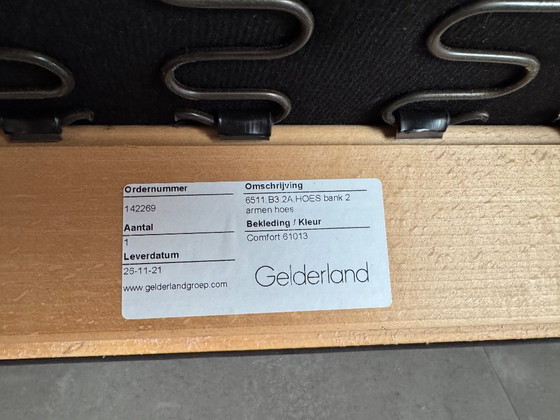 Ordernummer
142269
Aantal
1
Leverdatum
25-11-21
www.gelderlandgroep.com
Omschrijving
6511.B3.2A.HOES bank 2
armen hoes
Bekleding / Kleur
Comfort 61013
Gelderland